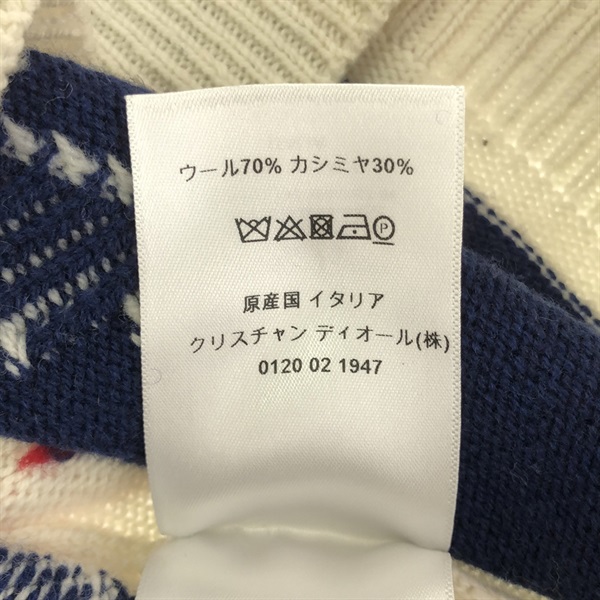 ウール70% カシミヤ30%
P
原産国 イタリア
クリスチャン ディオール(株)
0120 02 1947